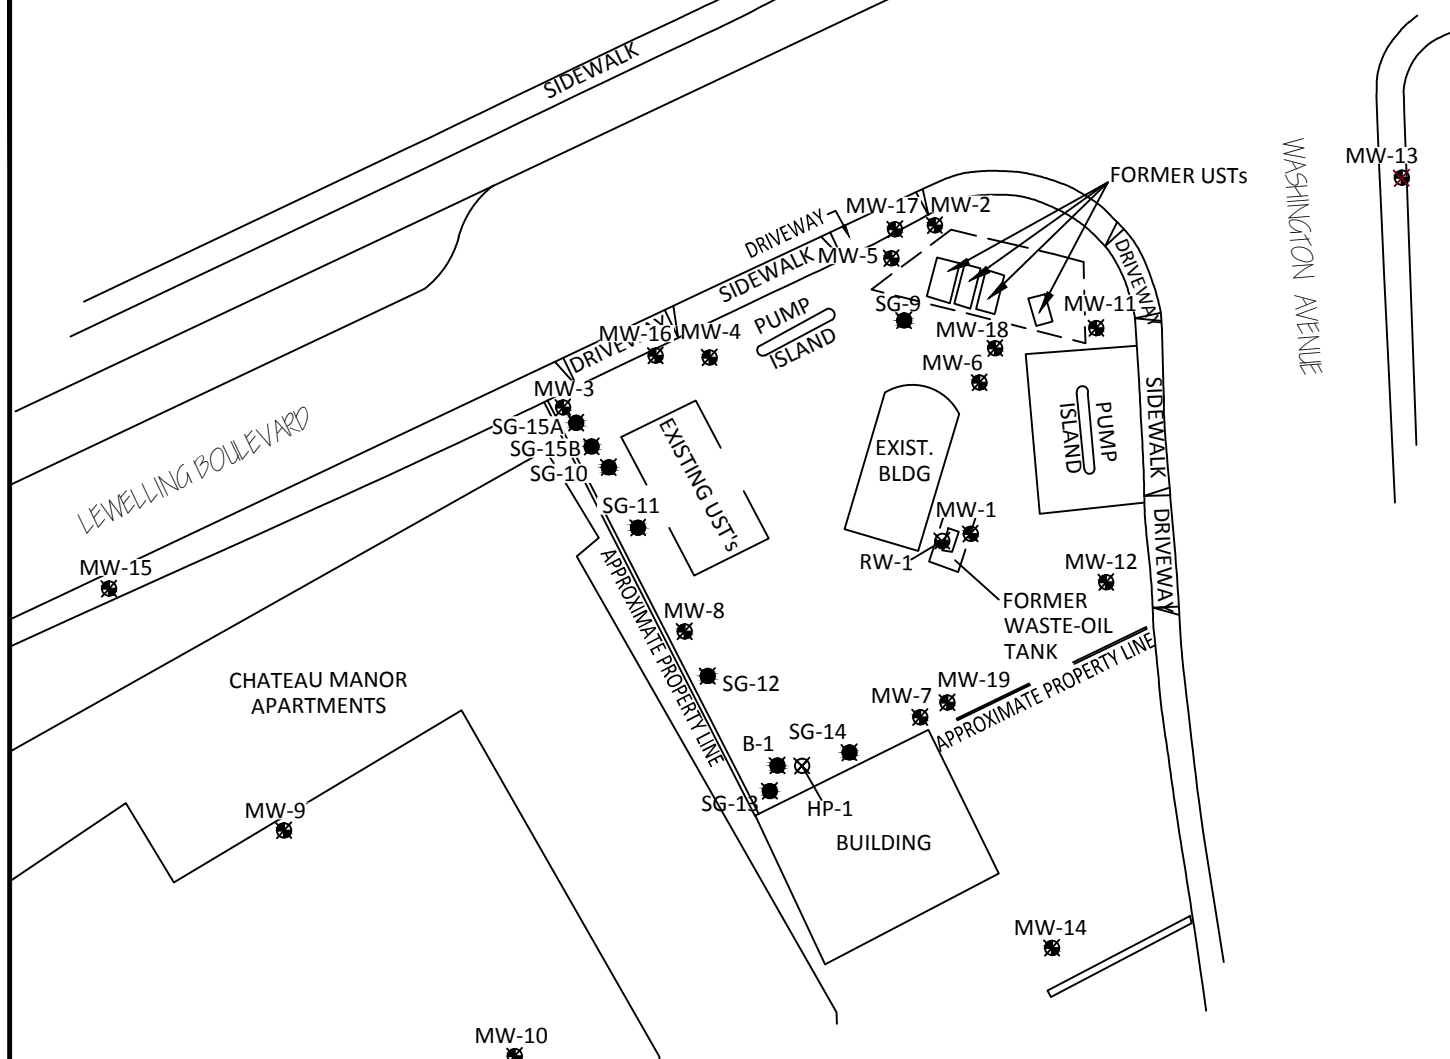 SIDEWALK
WASHINGTON AVENUE
MW-13
FORMER USTs
MW-17
MW-2
DRIVEWAY
SIDEWALK
MW-5
DRIVEWAY
PUMP
ISLAND
SG-9
MW-11
MW-18
MW-16
MW-4
DRIVEWAY
MW-6
MW-3
SG-15A
SG-15B
SG-10
SG-11
EXISTING UST's
EXIST.
BLDG
PUMP
ISLAND
SIDEWALK
LEWELLING BOULEVARD
MW-1
RW-1
DRIVEWAY
MW-15
MW-12
FORMER
WASTE-OIL
TANK
MW-8
APPROXIMATE PROPERTY LINE
APPROXIMATE PROPERTY LINE
CHATEAU MANOR
APARTMENTS
SG-12
MW-7
MW-19
B-1
SG-14
SG-13
HP-1
MW-9
BUILDING
MW-14
MW-10